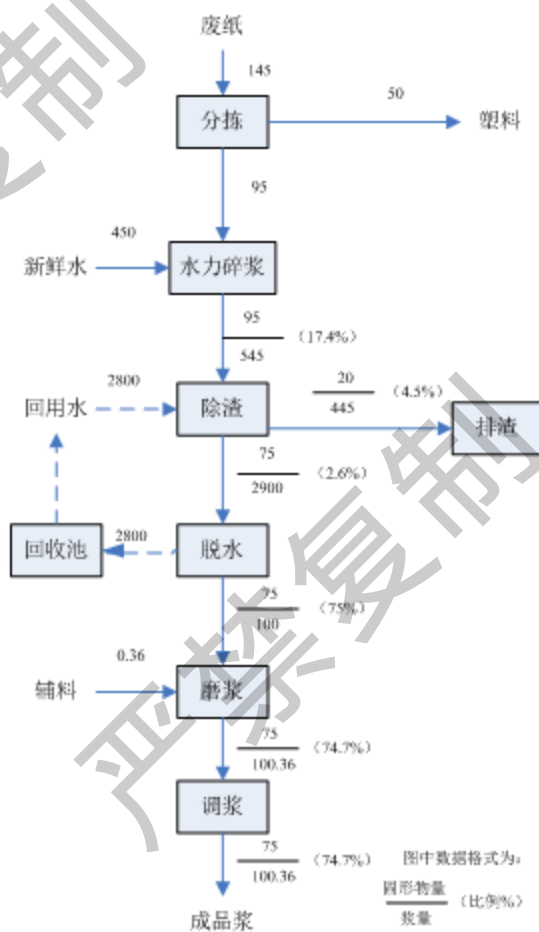 废纸
145
分拣
50
塑料
95
450
新鲜水
水力碎浆
95
545
(17.4%)
2800
回用水
除渣
20
445
(4.5%)
排渣
75
2900
(2.6%)
回收池
2800
脱水
75
100
(75%)
0.36
辅料
磨浆
75
100.36
(74.7%)
调浆
75
100.36
(74.7%)
图中数据格式为:
固形物量
浆量
(比例%)
成品浆
严禁复制
制